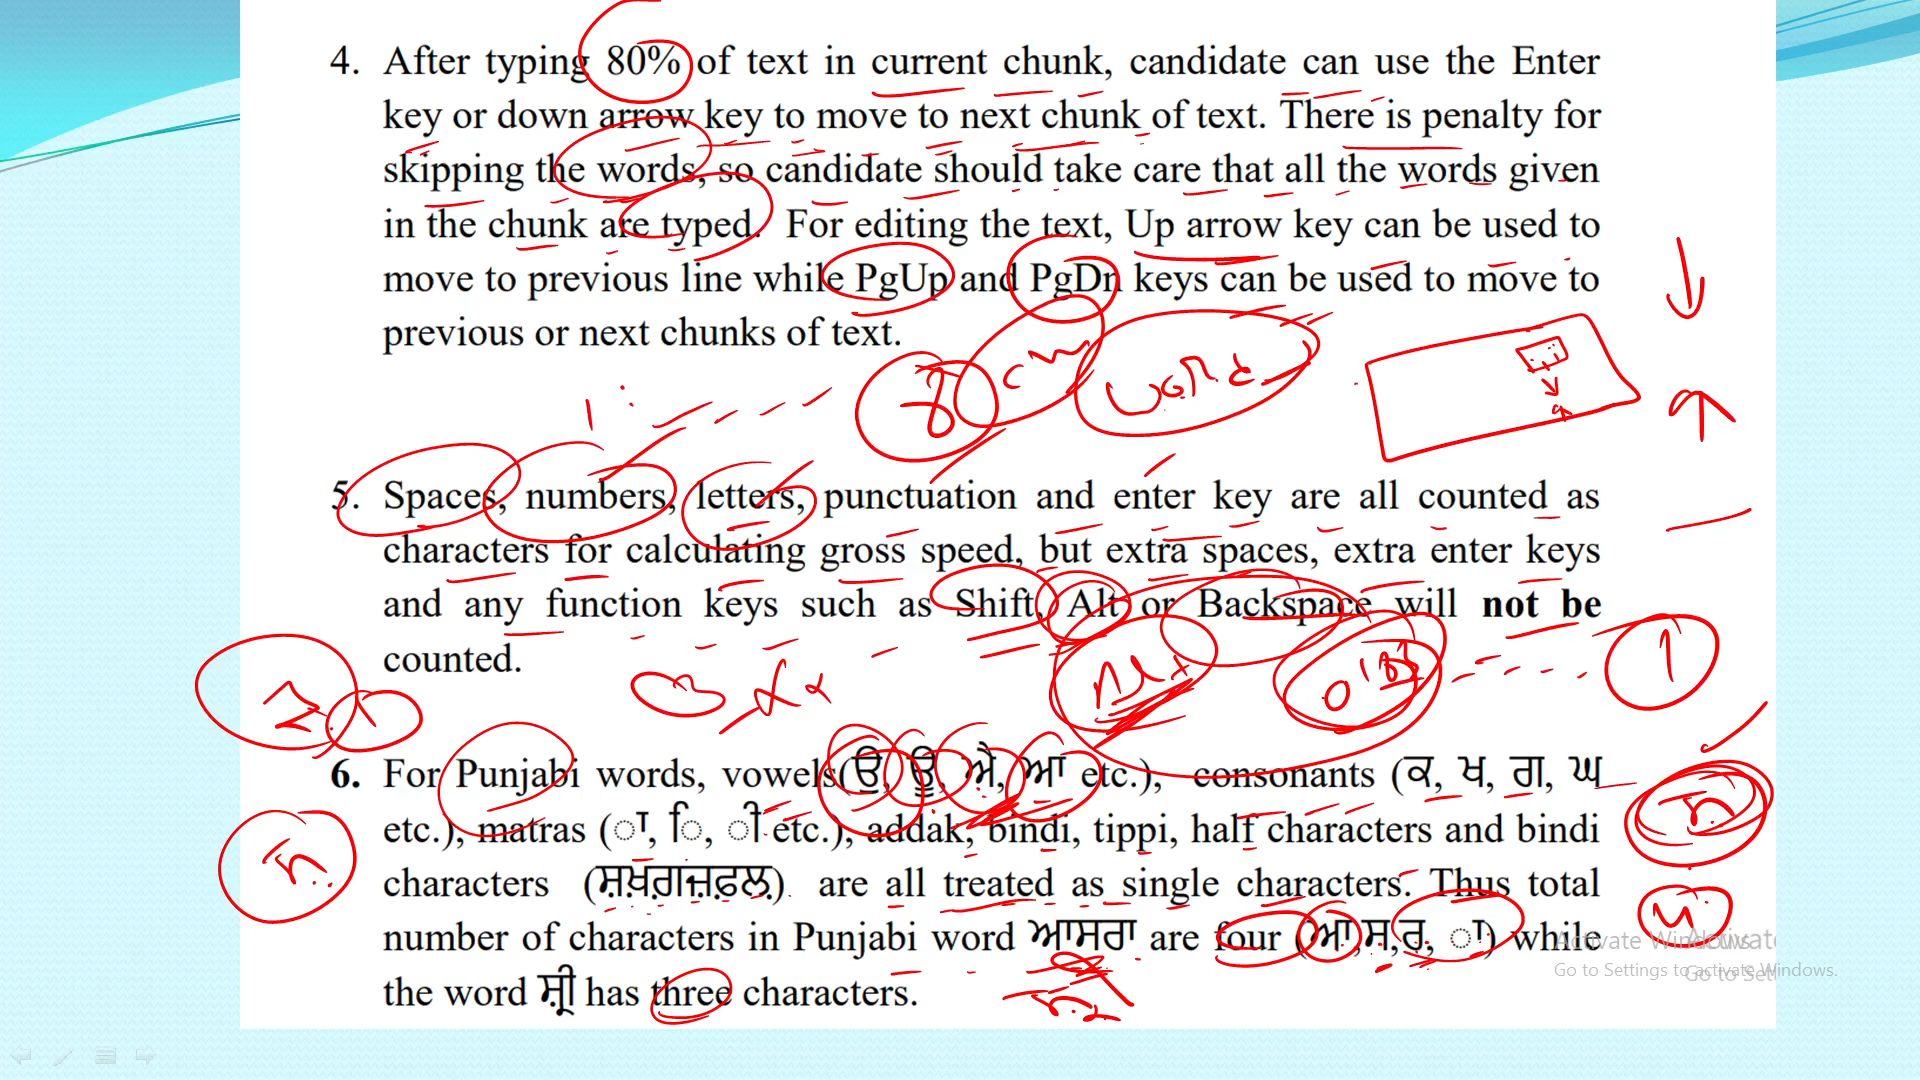 4. After typing 80% of text in current chunk, candidate can use the Enter
key or down arrow key to move to next chunk of text. There is penalty for
skipping the words, so candidate should take care that all the words given
in the chunk are typed. For editing the text, Up arrow key can be used to
move to previous line while PgUp and PgDn keys can be used to move to
previous or next chunks of text.
5. Spaces, numbers, letters, punctuation and enter key are all counted as
characters for calculating gross speed, but extra spaces, extra enter keys
and any function keys such as Shift, Alt or Backspace will not be
counted.
6. For Punjabi words, vowels(ਉ, ਊ, ਐ, ਆ etc.), consonants (ਕ, ਖ, ਗ, ਘ
etc.), matras (ਾ, ਿ, ੀ etc.), addak, bindi, tippi, half characters and bindi
characters (ਸ਼ਖ਼ਗ਼ਜ਼ਫ਼ਲ਼) are all treated as single characters. Thus total
number of characters in Punjabi word ਆਸਰਾ are four (ਆ,ਸ,ਰ, ਾ) while
the word ਸ਼੍ਰੀ has three characters.
Activate Windows
Go to Settings to activate Windows.